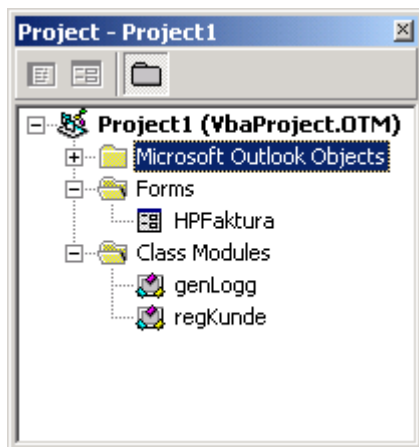 Project - Project1
Project1 (VbaProject.OTM)
Microsoft Outlook Objects
Forms
HPFaktura
Class Modules
genLogg
regKunde